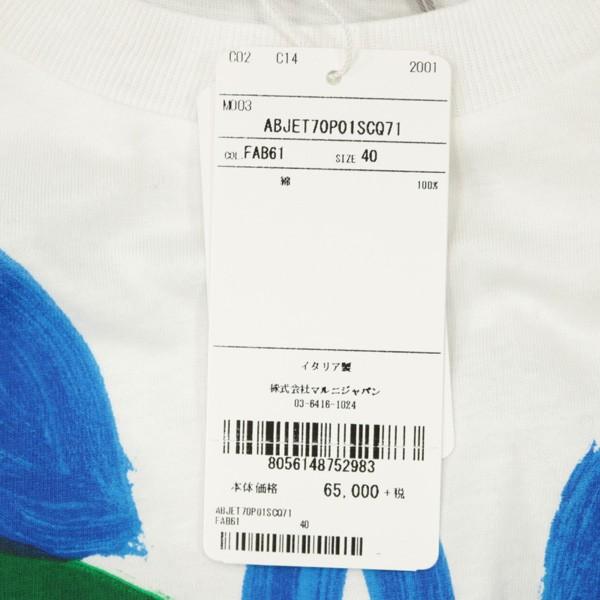 C02 C14 2001
M003
ABJET70P01SCQ71
COL. FAB61 SIZE 40
綿 100%
イタリア製
株式会社マルニジャパン
03-6416-1024
8056148752983
本体価格 65,000 +税
ABJET70P01SCQ71
FAB61 40